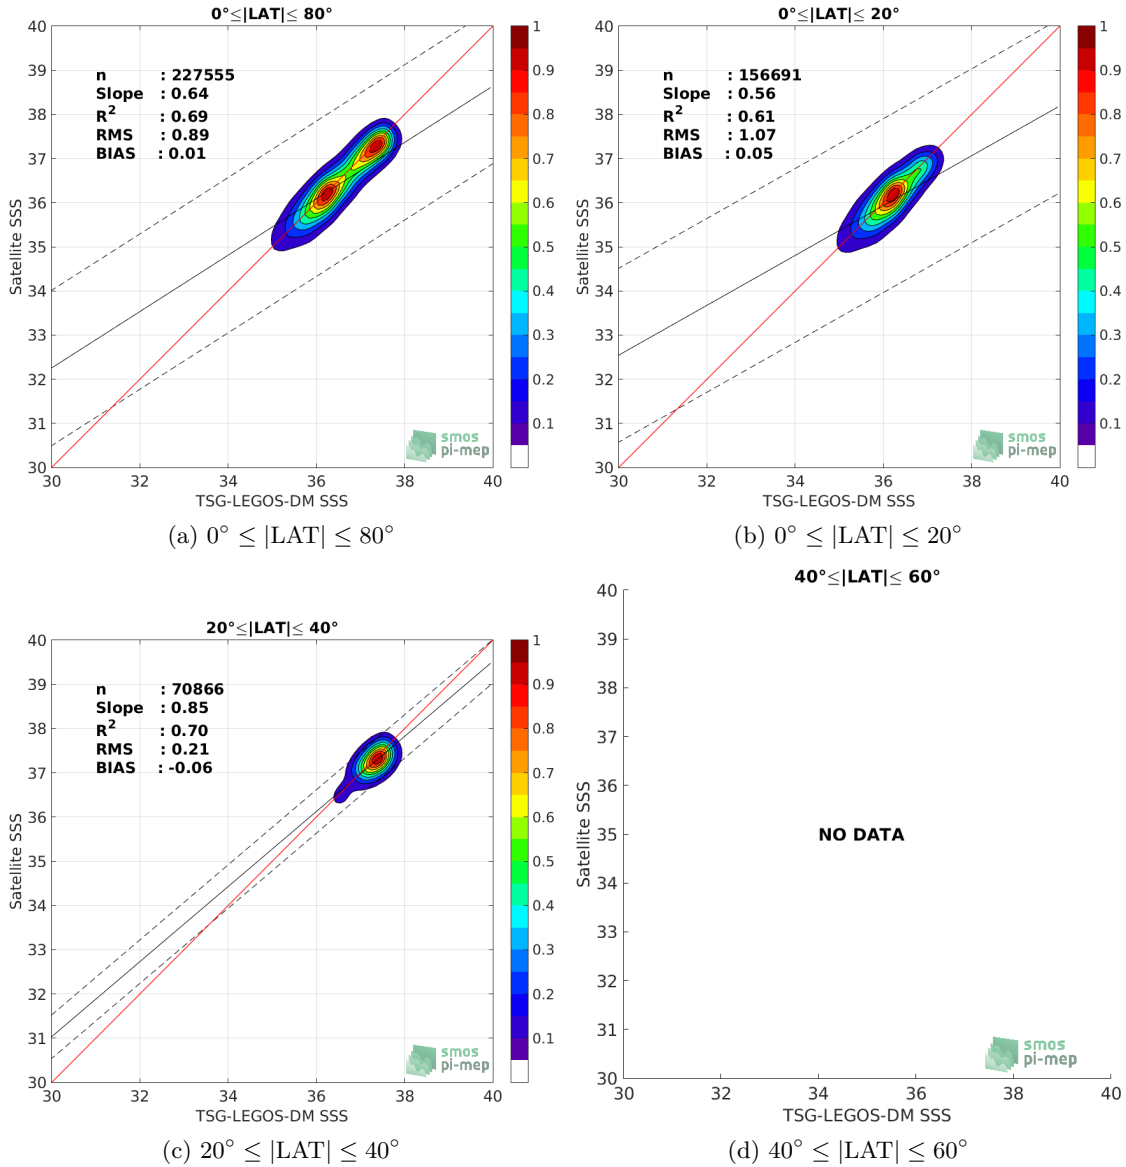 0°≤|LAT|≤ 80°
40
39
38
37
36
35
34
33
32
31
30
Satellite SSS
n : 227555
Slope : 0.64
R² : 0.69
RMS : 0.89
BIAS : 0.01
1
0.9
0.8
0.7
0.6
0.5
0.4
0.3
0.2
0.1
smos
pi-mep
30 32 34 36 38 40
TSG-LEGOS-DM SSS
(a) 0° ≤ |LAT| ≤ 80°
0°≤|LAT|≤ 20°
40
39
38
37
36
35
34
33
32
31
30
Satellite SSS
n : 156691
Slope : 0.56
R² : 0.61
RMS : 1.07
BIAS : 0.05
1
0.9
0.8
0.7
0.6
0.5
0.4
0.3
0.2
0.1
smos
pi-mep
30 32 34 36 38 40
TSG-LEGOS-DM SSS
(b) 0° ≤ |LAT| ≤ 20°
20°≤|LAT|≤ 40°
40
39
38
37
36
35
34
33
32
31
30
Satellite SSS
n : 70866
Slope : 0.85
R² : 0.70
RMS : 0.21
BIAS : -0.06
1
0.9
0.8
0.7
0.6
0.5
0.4
0.3
0.2
0.1
smos
pi-mep
30 32 34 36 38 40
TSG-LEGOS-DM SSS
(c) 20° ≤ |LAT| ≤ 40°
40°≤|LAT|≤ 60°
40
39
38
37
36
35
34
33
32
31
30
Satellite SSS
NO DATA
smos
pi-mep
30 32 34 36 38 40
TSG-LEGOS-DM SSS
(d) 40° ≤ |LAT| ≤ 60°